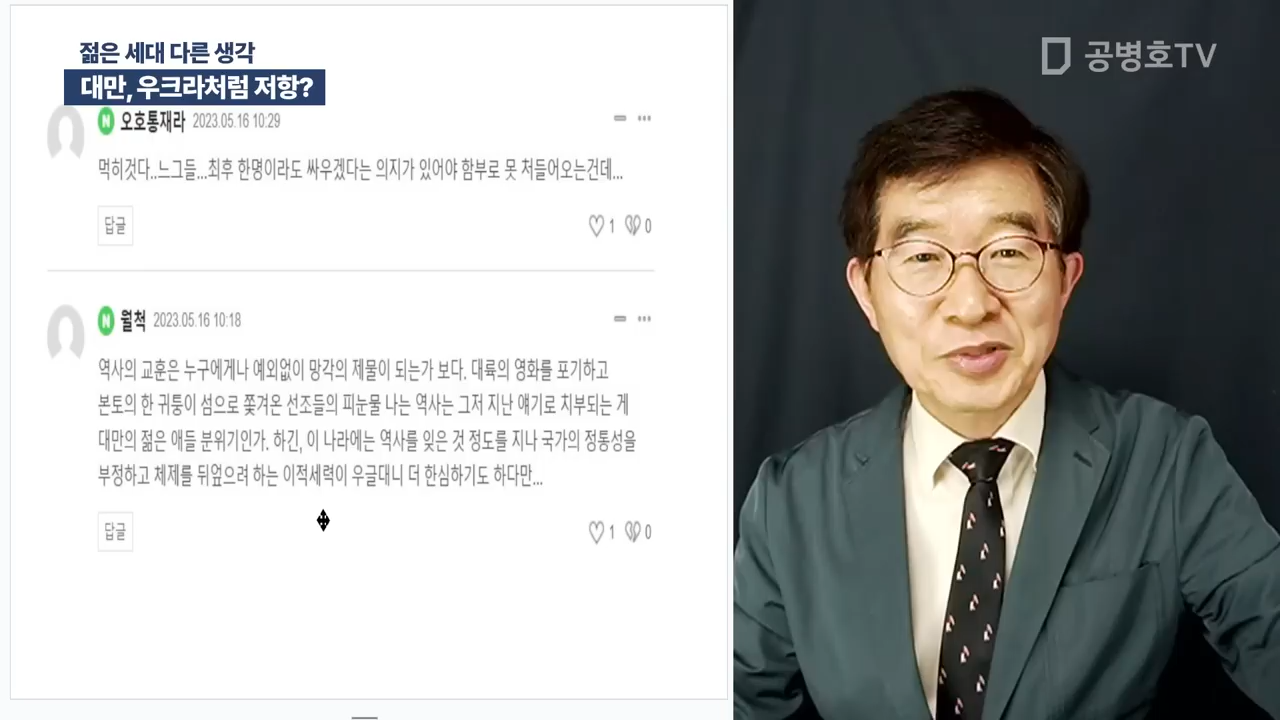 젊은 세대 다른 생각
대만, 우크라처럼 저항?
공병호TV
N 오호통재라 2023.05.16 10:29
먹히것다..느그들...최후 한명이라도 싸우겠다는 의지가 있어야 함부로 못 처들어오는건데...
답글
1 0
N 월척 2023.05.16 10:18
역사의 교훈은 누구에게나 예외없이 망각의 제물이 되는가 보다. 대륙의 영화를 포기하고
본토의 한 귀퉁이 섬으로 쫓겨온 선조들의 피눈물 나는 역사는 그저 지난 얘기로 치부되는 게
대만의 젊은 애들 분위기인가. 하긴, 이 나라에는 역사를 잊은 것 정도를 지나 국가의 정통성을
부정하고 체제를 뒤엎으려 하는 이적세력이 우글대니 더 한심하기도 하다만...
답글
1 0